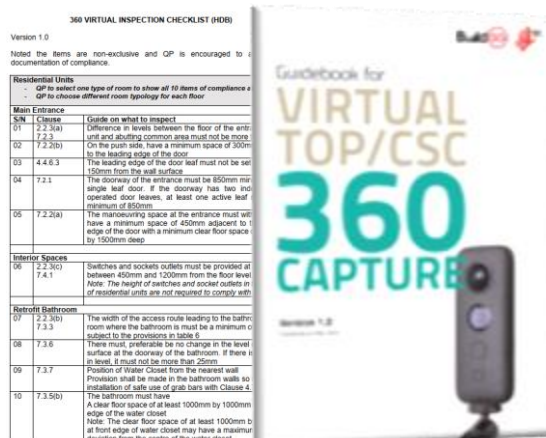 360 VIRTUAL INSPECTION CHECKLIST (HDB)
Version 1.0
Noted the items are non-exclusive and QP is encouraged to
documentation of compliance.
Residential Units
- QP to select one type of room to show all 10 items of compliance
- QP to choose different room typology for each floor
Main Entrance
S/N Clause Guide on what to inspect
01 2.2.3(a) Difference in levels between the floor of the
7.2.3 unit and abutting common area must not be more
02 7.2.2(b) On the push side, have a minimum space of 300m
to the leading edge of the door
03 4.4.6.3 The leading edge of the door leaf must not be
150mm from the wall surface
04 7.2.1 The doorway of the entrance must be 850mm
single leaf door. If the doorway has two
operated door leaves, at least one active leaf
minimum of 850mm
05 7.2.2(a) The manoeuvring space at the entrance must
have a minimum space of 450mm adjacent to
edge of the door with a minimum clear floor space
by 1500mm deep
Interior Spaces
06 2.2.3(c) Switches and sockets outlets must be provided at
7.4.1 between 450mm and 1200mm from the floor level
Note: The height of switches and socket outlets in
of residential units are not required to comply with
Retrofit Bathroom
07 2.2.3(b) The width of the access route leading to the
7.3.3 room where the bathroom is must be a minimum
subject to the provisions in table 6
08 7.3.6 There must, preferable be no change in the level
surface at the doorway of the bathroom. If there
in level, it must not be more than 25mm
09 7.3.7 Position of Water Closet from the nearest wall
Provision shall be made in the bathroom walls so
installation of safe use of grab bars with Clause 4.
10 7.3.5(b) The bathroom must have
A clear floor space of at least 1000mm by 1000mm
edge of the water closet
Note: The clear floor space of at least 1000mm
at front edge of water closet may have a
Guidebook for
VIRTUAL
TOP/CSC
360
CAPTURE
Version 1.0